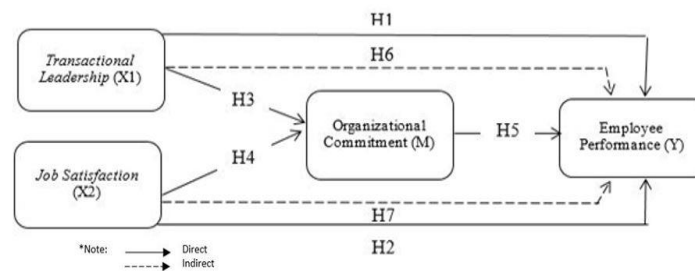 H1
Transactional
Leadership (X1)
H6
H3
Organizational
Commitment (M)
H5
Employee
Performance (Y)
H4
Job Satisfaction
(X2)
H7
H2
*Note:
Direct
Indirect